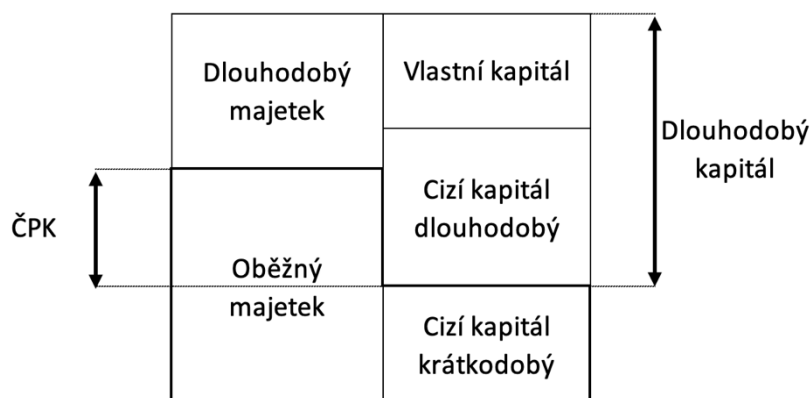 Dlouhodobý
majetek
Vlastní kapitál
Dlouhodobý
kapitál
ČPK
Cizí kapitál
dlouhodobý
Oběžný
majetek
Cizí kapitál
krátkodobý